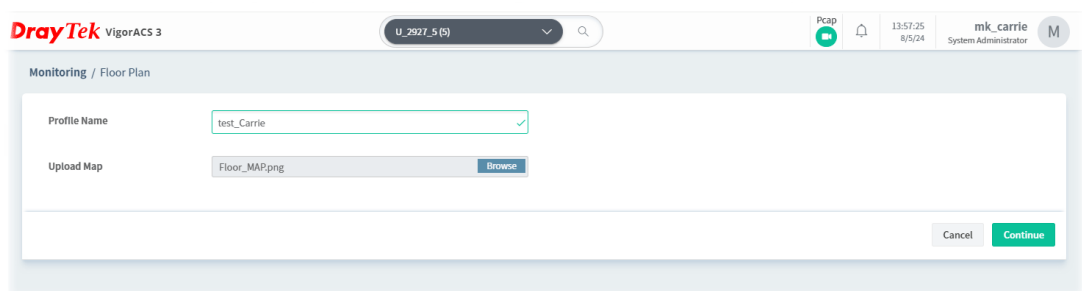 DrayTek VigorACS 3
U_2927_5 (5)
Pcap
13:57:25
8/5/24
mk_carrie
System Administrator
M
Monitoring / Floor Plan
Profile Name
test_Carrie
Upload Map
Floor_MAP.png
Browse
Cancel
Continue